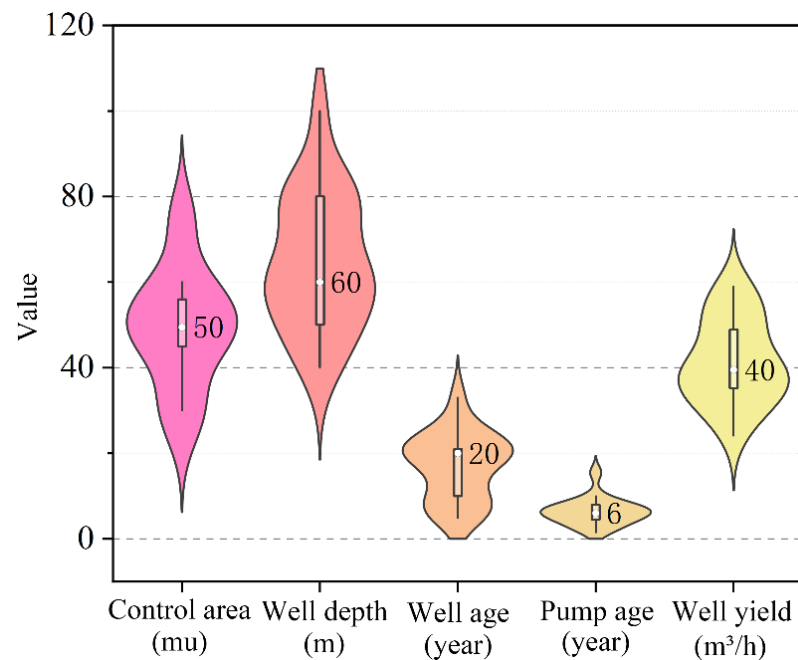 120
80
40
0
Value
50
60
20
6
40
Control area
(mu)
Well depth
(m)
Well age
(year)
Pump age
(year)
Well yield
(m³/h)